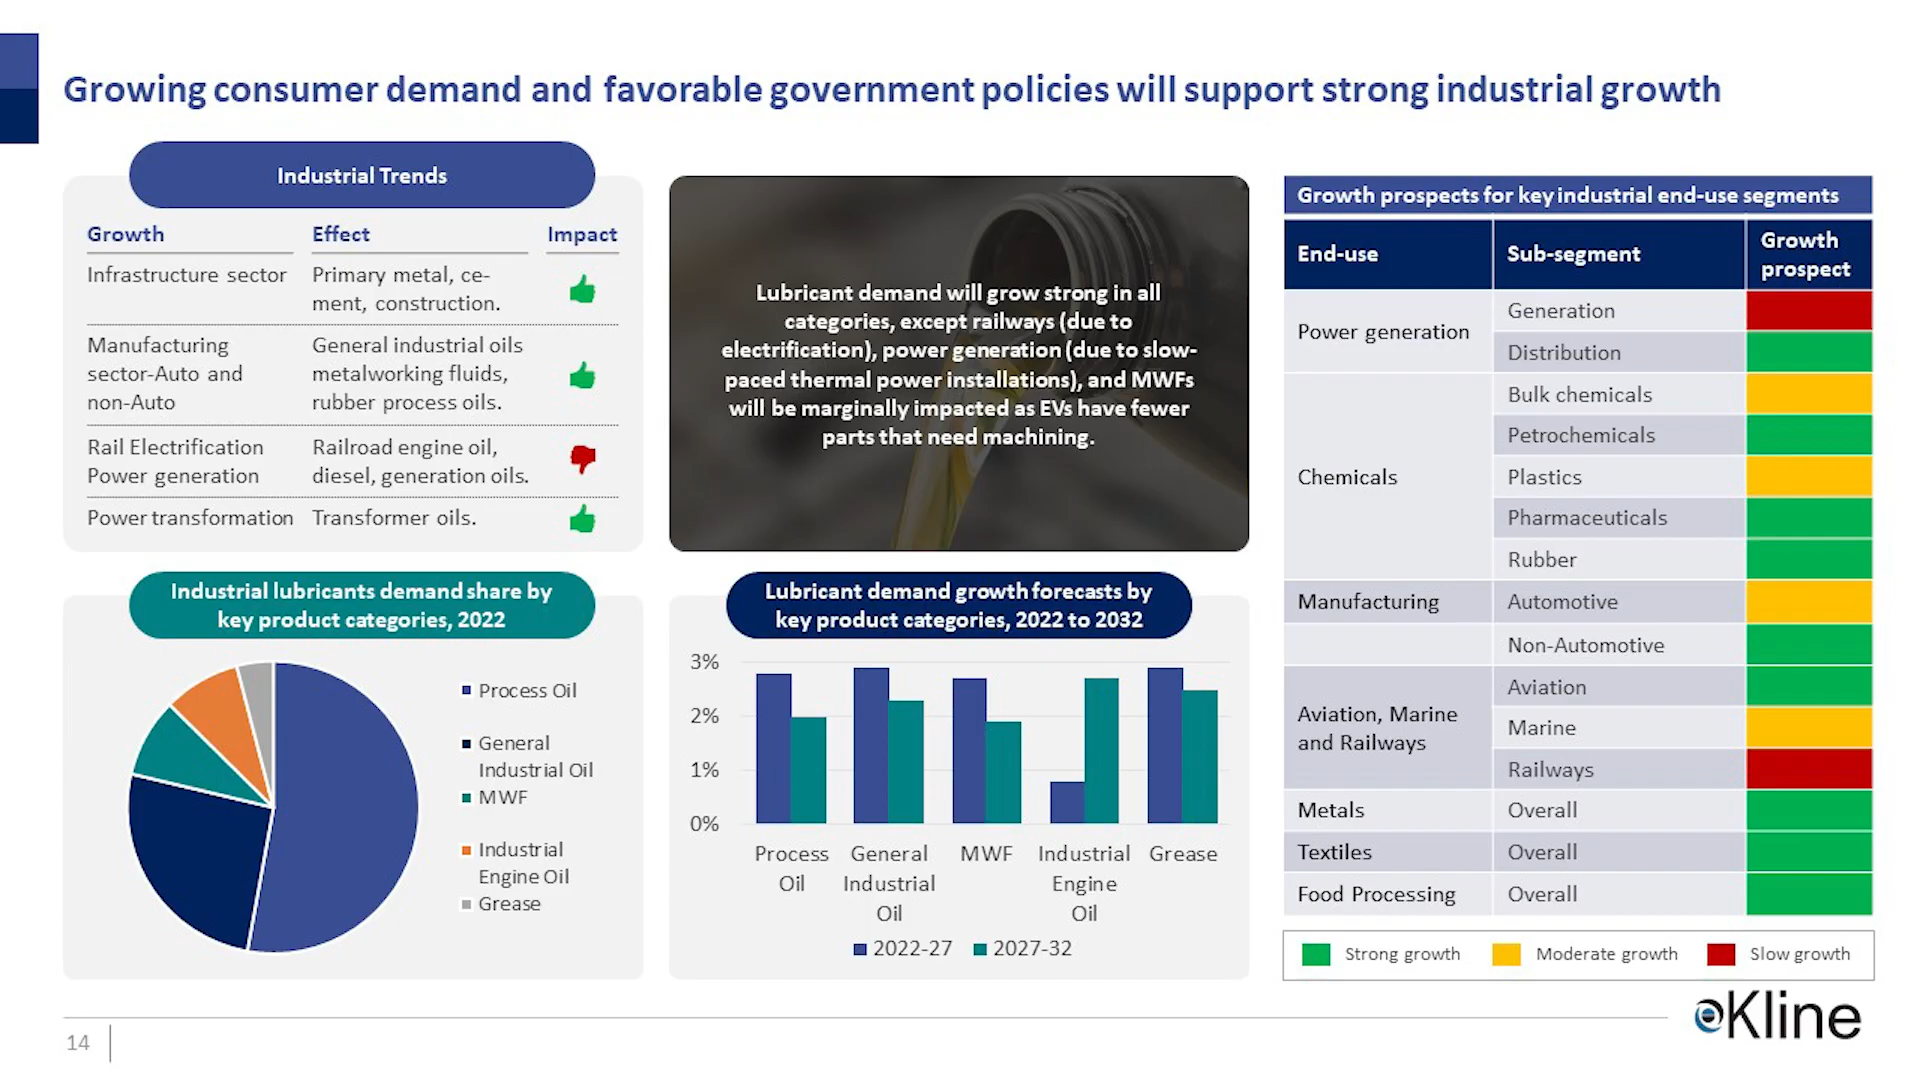 Growing consumer demand and favorable government policies will support strong industrial growth
Industrial Trends
Growth Effect Impact
Infrastructure sector
Primary metal, ce-
ment, construction.
Manufacturing
sector-Auto and
non-Auto
General industrial oils
metalworking fluids,
rubber process oils.
Rail Electrification
Power generation
Railroad engine oil,
diesel, generation oils.
Power transformation
Transformer oils.
Lubricant demand will grow strong in all
categories, except railways (due to
electrification), power generation (due to slow-
paced thermal power installations), and MWFs
will be marginally impacted as EVs have fewer
parts that need machining.
Industrial lubricants demand share by
key product categories, 2022
Process Oil
General
Industrial Oil
MWF
Industrial
Engine Oil
Grease
Lubricant demand growth forecasts by
key product categories, 2022 to 2032
3%
2%
1%
0%
Process
Oil
General
Industrial
Oil
MWF
Industrial
Engine
Oil
Grease
2022-27 2027-32
Growth prospects for key industrial end-use segments
End-use
Sub-segment
Growth
prospect
Power generation
Generation
Distribution
Chemicals
Bulk chemicals
Petrochemicals
Plastics
Pharmaceuticals
Rubber
Manufacturing
Automotive
Non-Automotive
Aviation, Marine
and Railways
Aviation
Marine
Railways
Metals
Overall
Textiles
Overall
Food Processing
Overall
Strong growth Moderate growth Slow growth
14
Kline